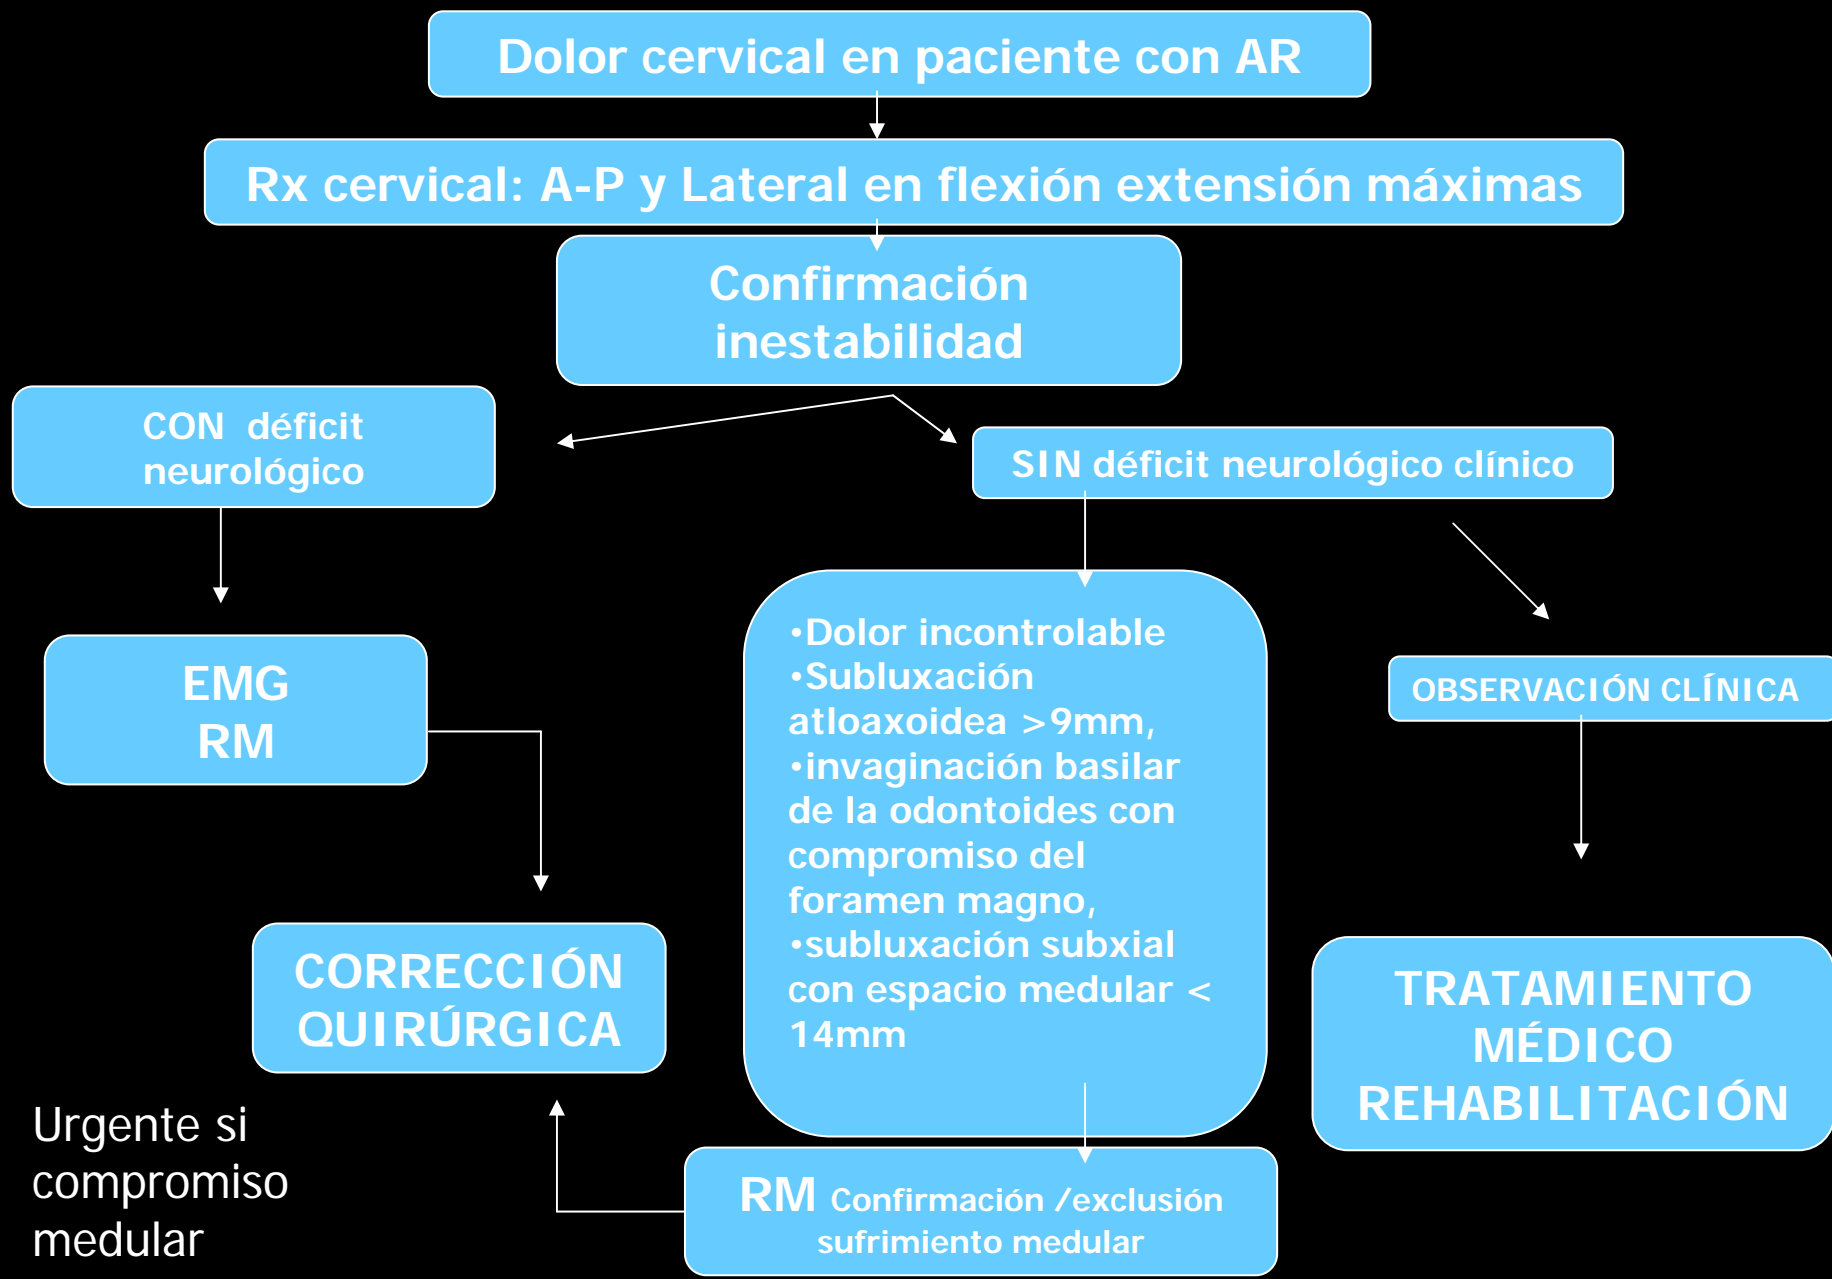 Dolor cervical en paciente con AR
Rx cervical: A-P y Lateral en flexión extensión máximas
Confirmación
inestabilidad
CON déficit
neurológico
SIN déficit neurológico clínico
EMG
RM
•Dolor incontrolable
•Subluxación
atloaxoidea >9mm,
•invaginación basilar
de la odontoides con
compromiso del
foramen magno,
•subluxación subxial
con espacio medular <
14mm
OBSERVACIÓN CLÍNICA
CORRECCIÓN
QUIRÚRGICA
TRATAMIENTO
MÉDICO
REHABILITACIÓN
Urgente si
compromiso
medular
RM Confirmación /exclusión
sufrimiento medular